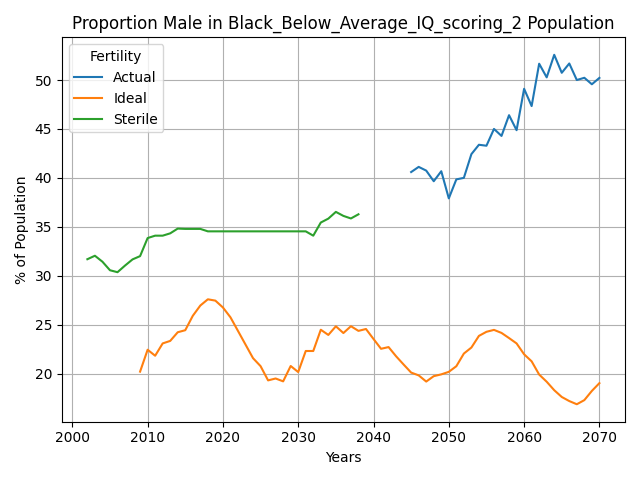 Proportion Male in Black_Below_Average_IQ_scoring_2 Population
Fertility
Actual
Ideal
Sterile
% of Population
50
45
40
35
30
25
20
2000 2010 2020 2030 2040 2050 2060 2070
Years